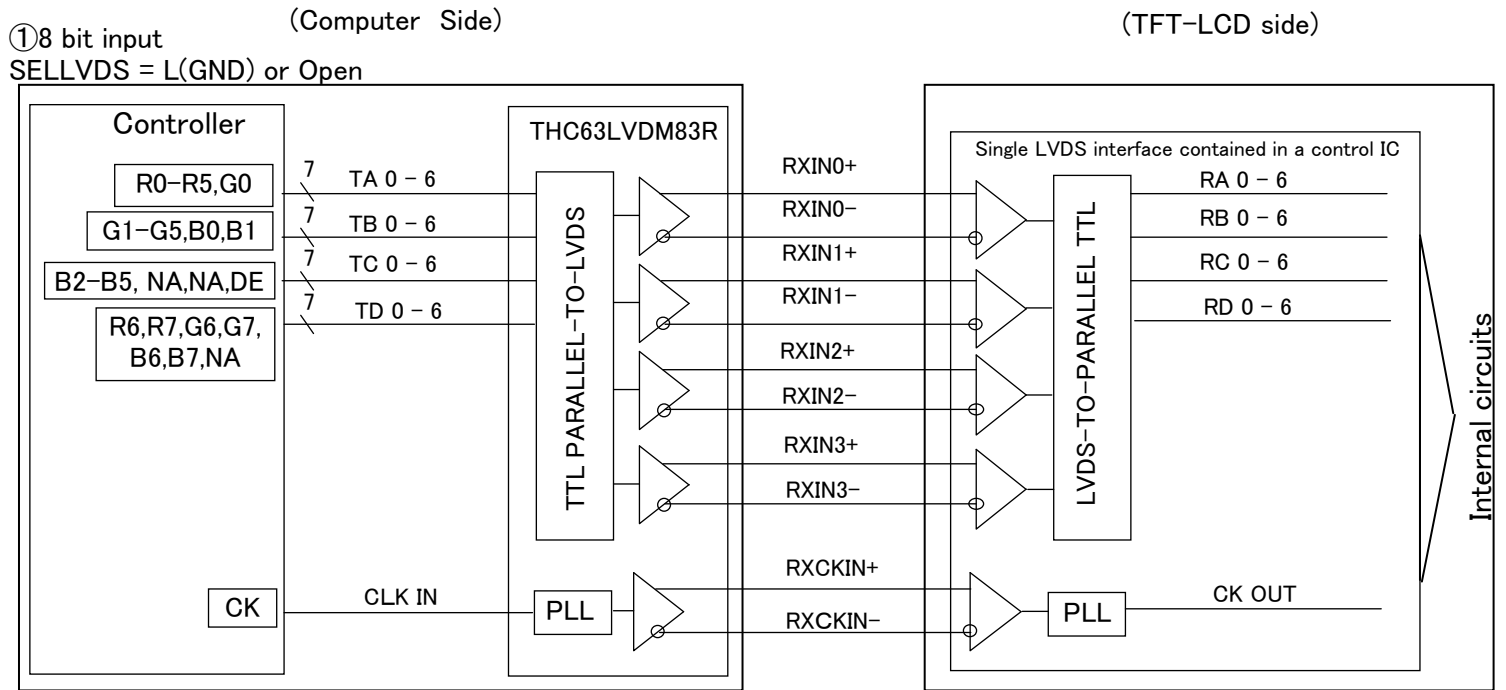 (Computer Side)
(TFT-LCD side)
①8 bit input
SELLVDS = L(GND) or Open
Controller
R0-R5,G0
G1-G5,B0,B1
B2-B5, NA,NA,DE
R6,R7,G6,G7,
B6,B7,NA
CK
7
TA 0 - 6
7
TB 0 - 6
7
TC 0 - 6
7
TD 0 - 6
CLK IN
THC63LVDM83R
TTL PARALLEL-TO-LVDS
PLL
RXIN0+
RXIN0-
RXIN1+
RXIN1-
RXIN2+
RXIN2-
RXIN3+
RXIN3-
RXCKIN+
RXCKIN-
Single LVDS interface contained in a control IC
LVDS-TO-PARALLEL TTL
PLL
RA 0 - 6
RB 0 - 6
RC 0 - 6
RD 0 - 6
CK OUT
Internal circuits